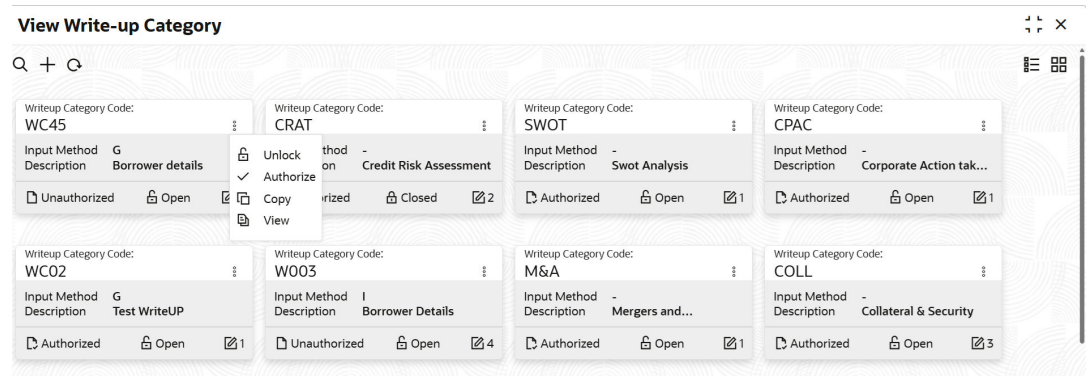 View Write-up Category
Writeup Category Code:
WC45
Input Method G
Description Borrower details
Unauthorized Open
Unlock
Authorize
Copy
View
Writeup Category Code:
CRAT
thod -
on Credit Risk Assessment
rized Closed 2
Writeup Category Code:
SWOT
Input Method -
Description Swot Analysis
Authorized Open 1
Writeup Category Code:
CPAC
Input Method -
Description Corporate Action tak...
Authorized Open 1
Writeup Category Code:
WC02
Input Method G
Description Test WriteUP
Authorized Open 1
Writeup Category Code:
W003
Input Method I
Description Borrower Details
Unauthorized Open 4
Writeup Category Code:
M&A
Input Method -
Description Mergers and...
Authorized Open 1
Writeup Category Code:
COLL
Input Method -
Description Collateral & Security
Authorized Open 3